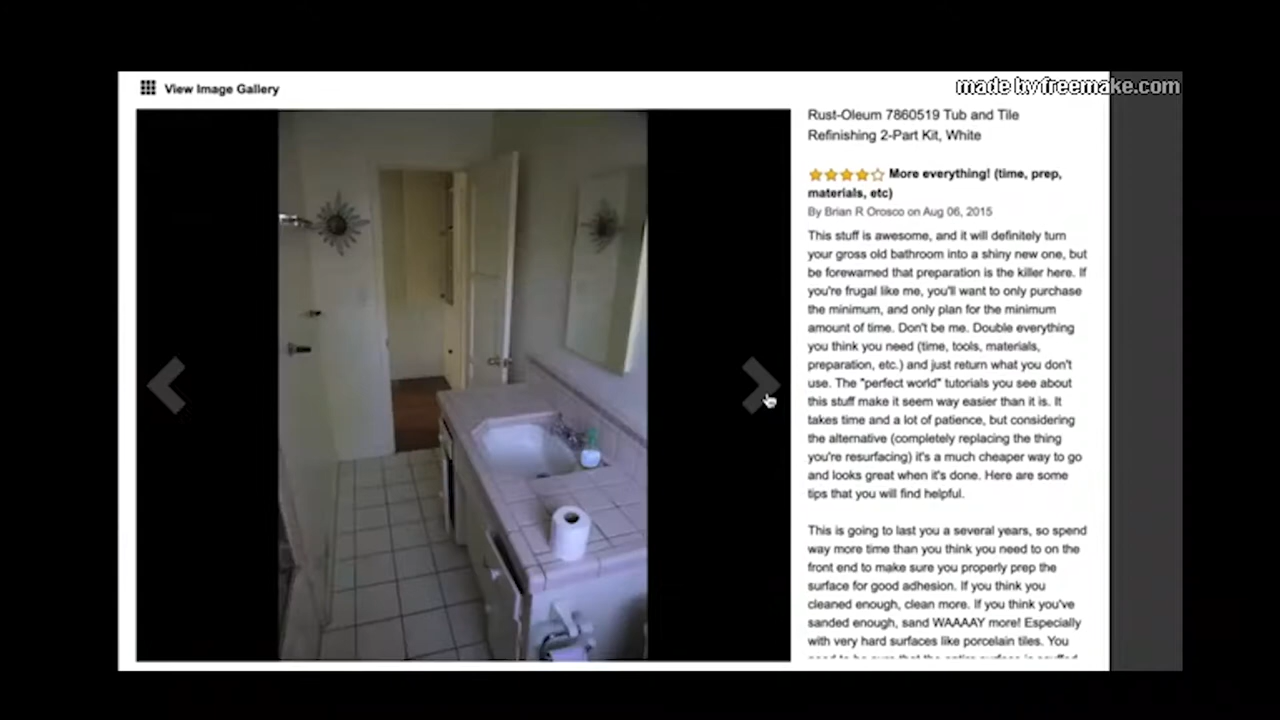 View Image Gallery
made by freemake.com
Rust-Oleum 7860519 Tub and Tile
Refinishing 2-Part Kit, White
More everything! (time, prep,
materials, etc)
By Brian R Orosco on Aug 06, 2015
This stuff is awesome, and it will definitely turn
your gross old bathroom into a shiny new one, but
be forewarned that preparation is the killer here. If
you're frugal like me, you'll want to only purchase
the minimum, and only plan for the minimum
amount of time. Don't be me. Double everything
you think you need (time, tools, materials,
preparation, etc.) and just return what you don't
use. The "perfect world" tutorials you see about
this stuff make it seem way easier than it is. It
takes time and a lot of patience, but considering
the alternative (completely replacing the thing
you're resurfacing) it's a much cheaper way to go
and looks great when it's done. Here are some
tips that you will find helpful.
This is going to last you a several years, so spend
way more time than you think you need to on the
front end to make sure you properly prep the
surface for good adhesion. If you think you
cleaned enough, clean more. If you think you've
sanded enough, sand WAAAAY more! Especially
with very hard surfaces like porcelain tiles. You